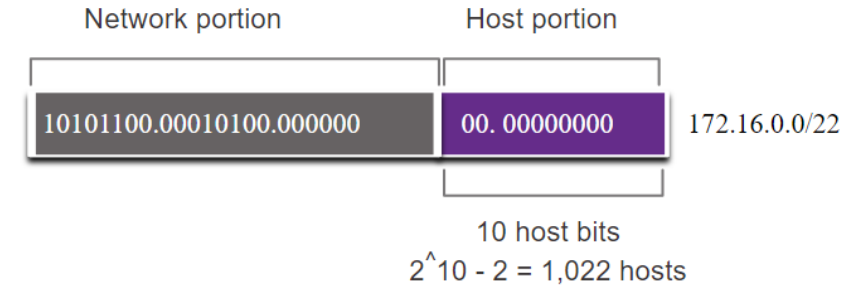 Network portion
Host portion
10101100.00010100.000000
00. 00000000
172.16.0.0/22
10 host bits
2^10 - 2 = 1,022 hosts